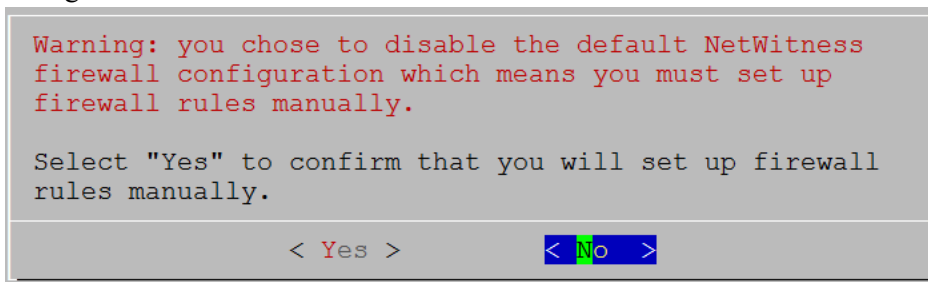 Warning: you chose to disable the default NetWitness
firewall configuration which means you must set up
firewall rules manually.
Select "Yes" to confirm that you will set up firewall
rules manually.
< Yes > < No >